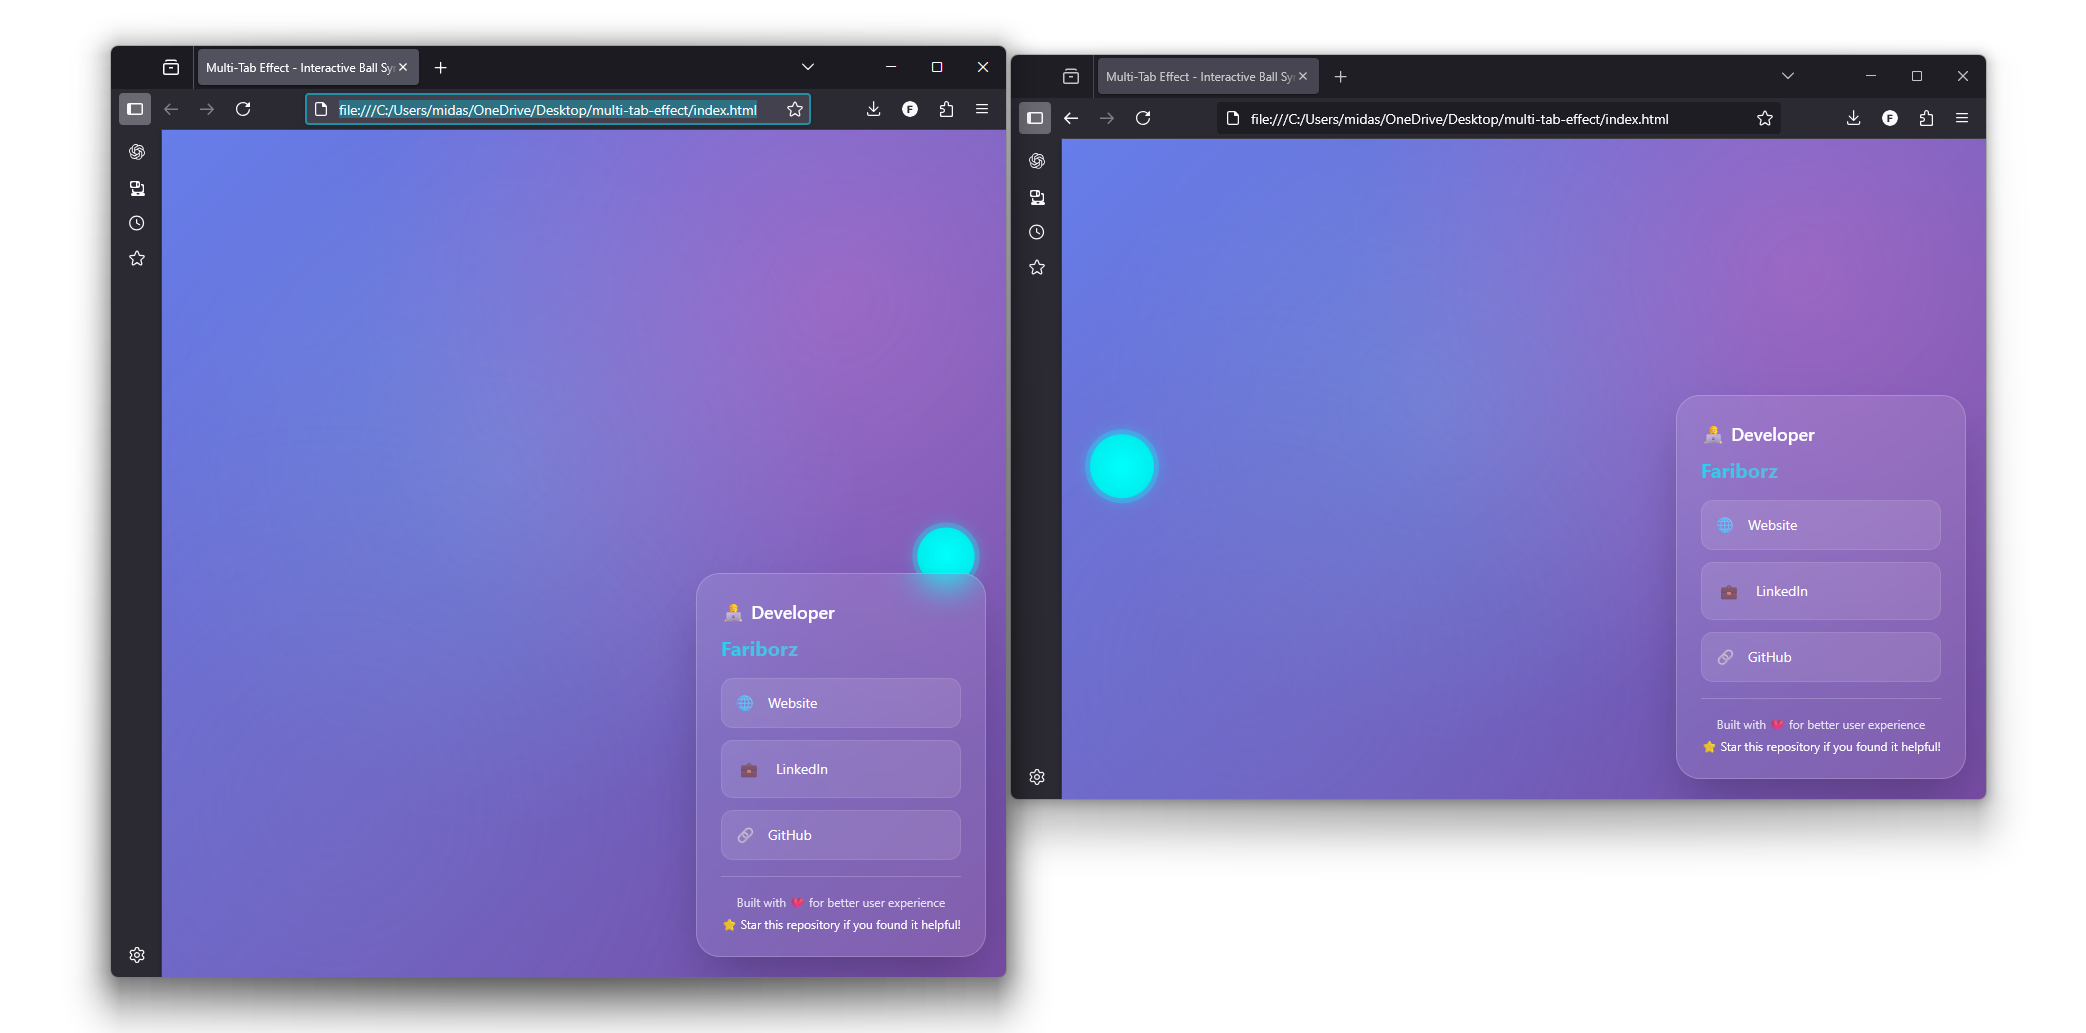 Multi-Tab Effect - Interactive Ball Sy
file:///C:/Users/midas/OneDrive/Desktop/multi-tab-effect/index.html
F
Developer
Fariborz
Website
LinkedIn
GitHub
Built with 💗 for better user experience
⭐ Star this repository if you found it helpful!
Multi-Tab Effect - Interactive Ball Sy
file:///C:/Users/midas/OneDrive/Desktop/multi-tab-effect/index.html
F
Developer
Fariborz
Website
LinkedIn
GitHub
Built with 💗 for better user experience
⭐ Star this repository if you found it helpful!